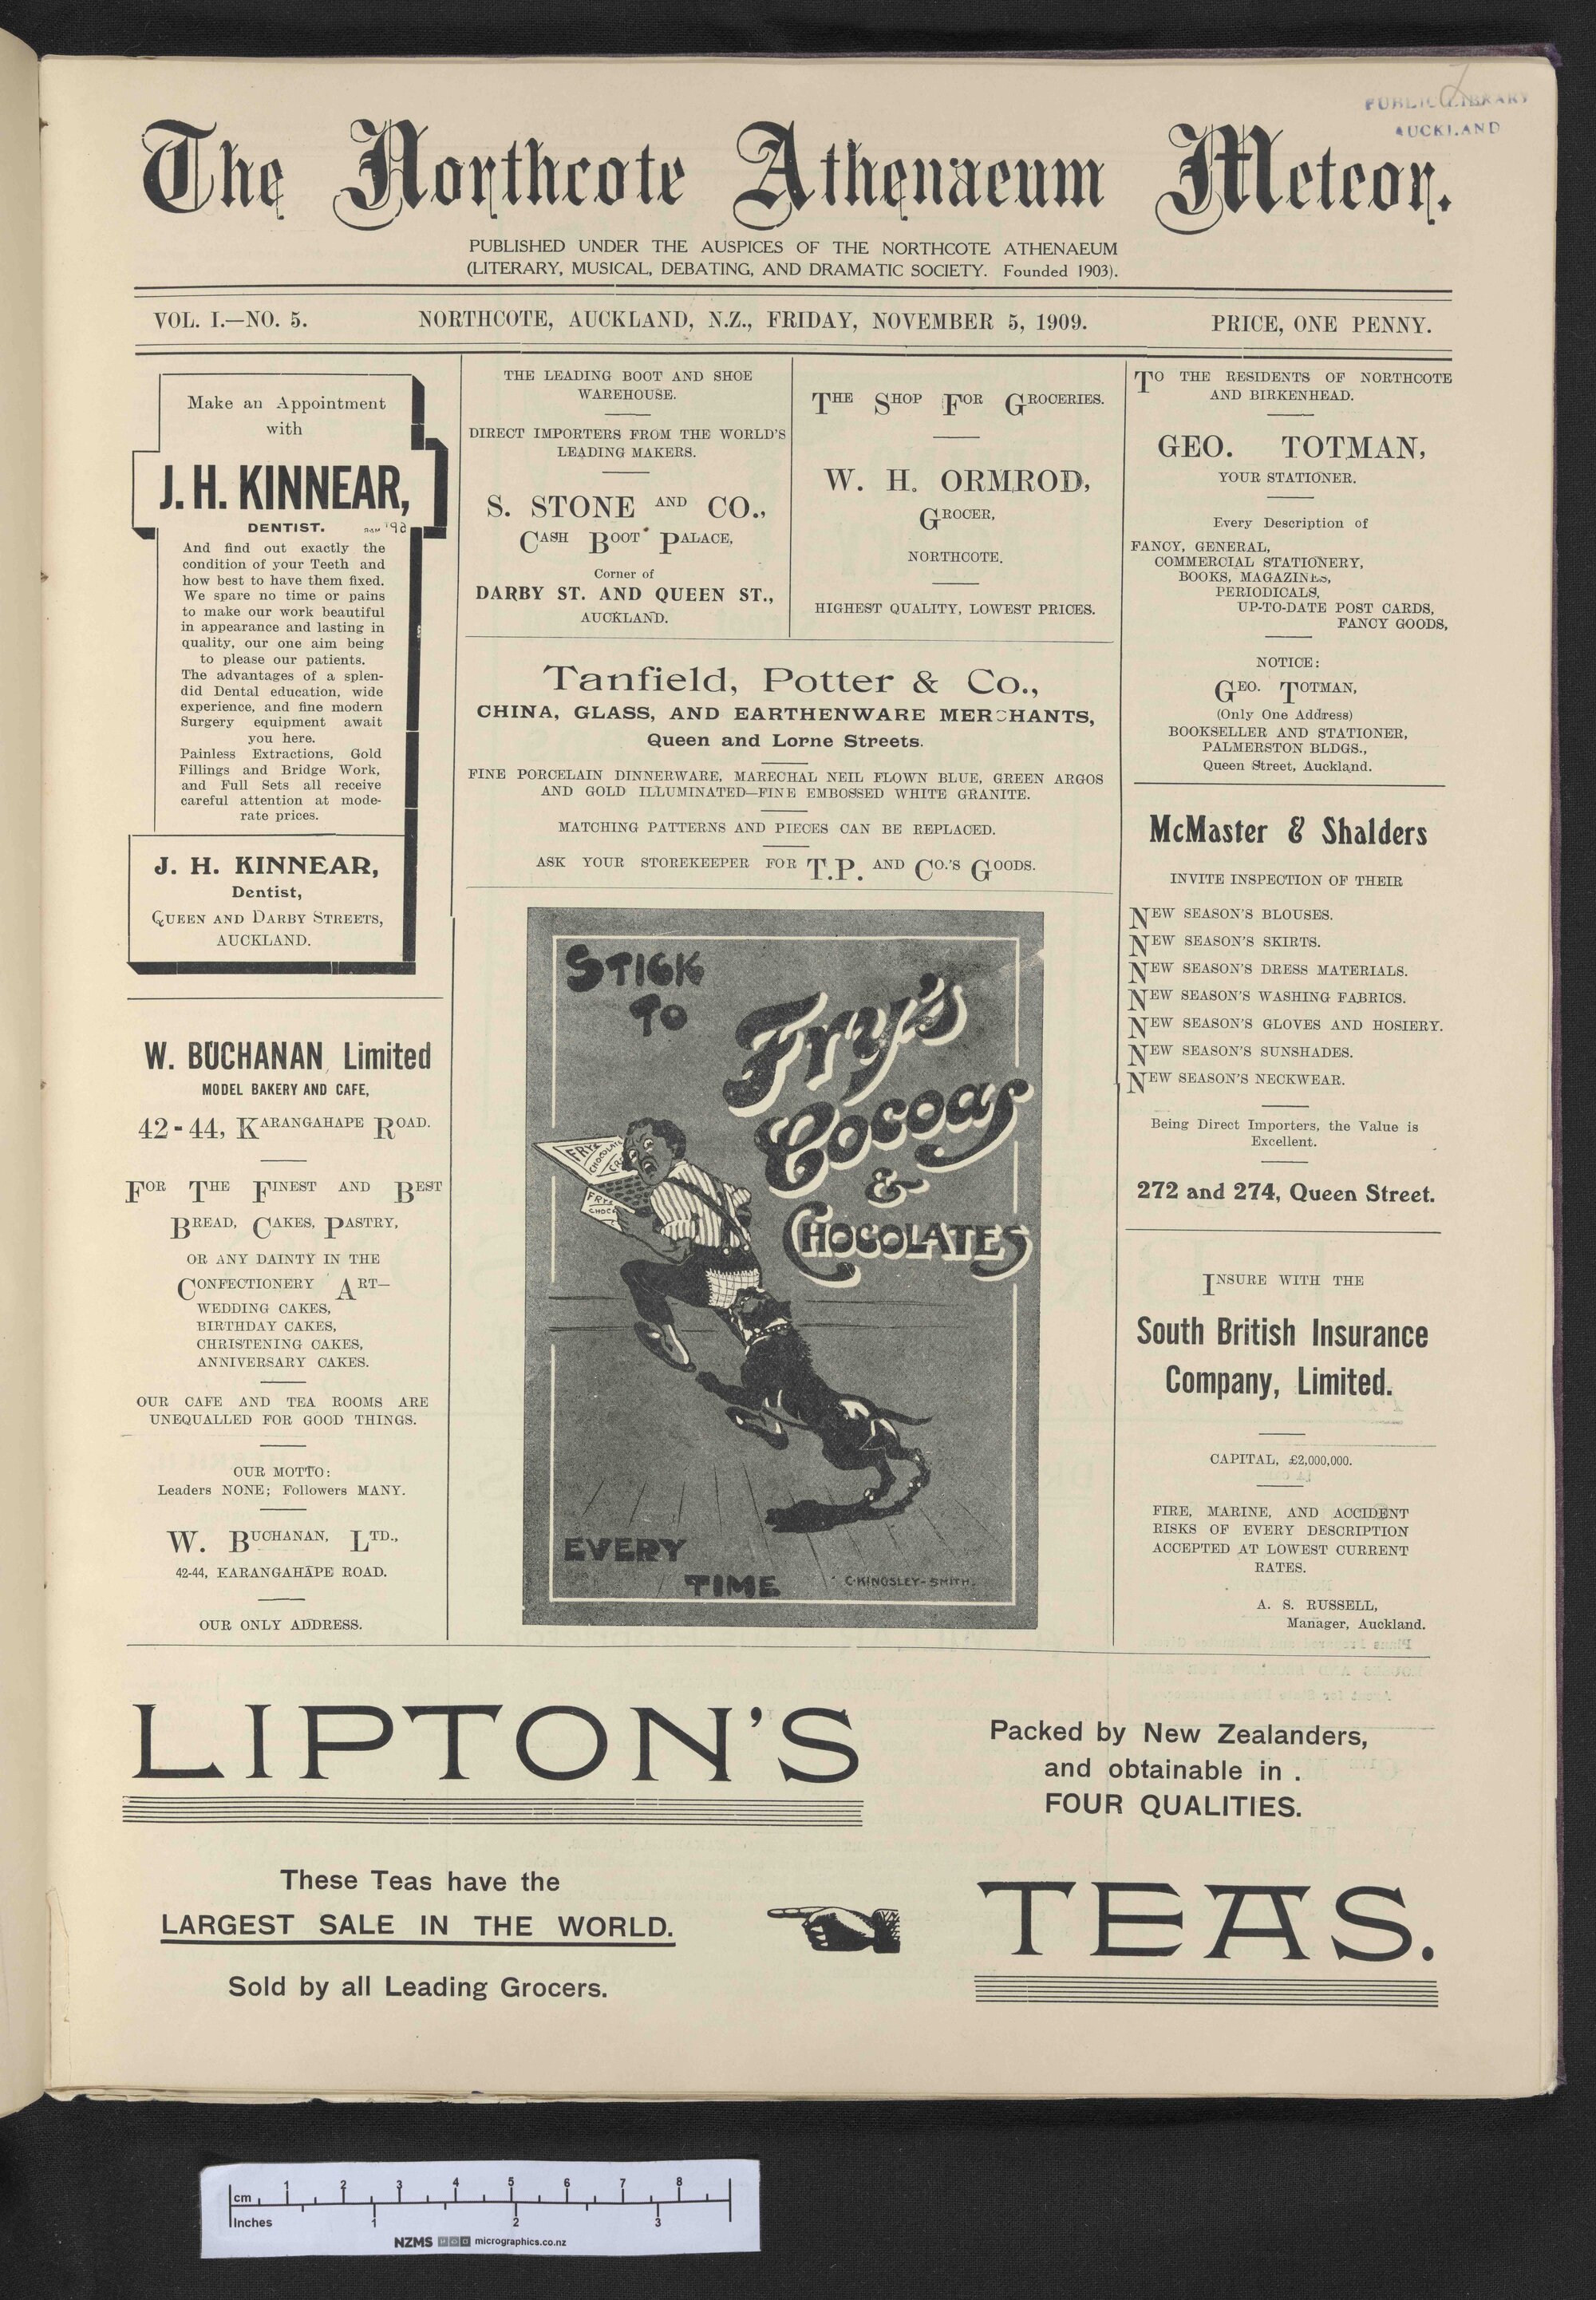 PUBLIC LIBRARY
AUCKLAND
The Northcote Athenaeum Meteor.
PUBLISHED UNDER THE AUSPICES OF THE NORTHCOTE ATHENAEUM
(LITERARY, MUSICAL, DEBATING, AND DRAMATIC SOCIETY. Founded 1903).
VOL. I.—NO. 5. NORTHCOTE, AUCKLAND, N.Z., FRIDAY, NOVEMBER 5, 1909. PRICE, ONE PENNY.
Make an Appointment
with
J. H. KINNEAR,
DENTIST.
And find out exactly the
condition of your Teeth and
how best to have them fixed.
We spare no time or pains
to make our work beautiful
in appearance and lasting in
quality, our one aim being
to please our patients.
The advantages of a splen-
did Dental education, wide
experience, and fine modern
Surgery equipment await
you here.
Painless Extractions, Gold
Fillings and Bridge Work,
and Full Sets all receive
careful attention at mode-
rate prices.
J. H. KINNEAR,
Dentist,
QUEEN AND DARBY STREETS,
AUCKLAND.
W. BUCHANAN, Limited
MODEL BAKERY AND CAFE,
42-44, KARANGAHAPE ROAD.
FOR THE FINEST AND BEST
BREAD, CAKES, PASTRY,
OR ANY DAINTY IN THE
CONFECTIONERY ART—
WEDDING CAKES,
BIRTHDAY CAKES,
CHRISTENING CAKES,
ANNIVERSARY CAKES.
OUR CAFE AND TEA ROOMS ARE
UNEQUALLED FOR GOOD THINGS.
OUR MOTTO:
Leaders NONE; Followers MANY.
W. BUCHANAN, LTD.,
42-44, KARANGAHAPE ROAD.
OUR ONLY ADDRESS.
THE LEADING BOOT AND SHOE
WAREHOUSE.
DIRECT IMPORTERS FROM THE WORLD'S
LEADING MAKERS.
S. STONE AND CO.,
CASH BOOT PALACE,
Corner of
DARBY ST. AND QUEEN ST.,
AUCKLAND.
THE SHOP FOR GROCERIES.
W. H. ORMROD,
GROCER,
NORTHCOTE.
HIGHEST QUALITY, LOWEST PRICES.
Tanfield, Potter & Co.,
CHINA, GLASS, AND EARTHENWARE MERCHANTS,
Queen and Lorne Streets.
FINE PORCELAIN DINNERWARE, MARECHAL NEIL FLOWN BLUE, GREEN ARGOS
AND GOLD ILLUMINATED—FINE EMBOSSED WHITE GRANITE.
MATCHING PATTERNS AND PIECES CAN BE REPLACED.
ASK YOUR STOREKEEPER FOR T.P. AND CO.'S GOODS.
STICK
TO
Fry's
Cocoas
&
CHOCOLATES
FRYS
CHOCOLATE
FRYS
CHOC
EVERY
TIME
C-KINGSLEY-SMITH.
TO THE RESIDENTS OF NORTHCOTE
AND BIRKENHEAD.
GEO. TOTMAN,
YOUR STATIONER.
Every Description of
FANCY, GENERAL,
COMMERCIAL STATIONERY,
BOOKS, MAGAZINES,
PERIODICALS,
UP-TO-DATE POST CARDS,
FANCY GOODS,
NOTICE:
GEO. TOTMAN,
(Only One Address)
BOOKSELLER AND STATIONER,
PALMERSTON BLDGS.,
Queen Street, Auckland.
McMaster & Shalders
INVITE INSPECTION OF THEIR
NEW SEASON'S BLOUSES.
NEW SEASON'S SKIRTS.
NEW SEASON'S DRESS MATERIALS.
NEW SEASON'S WASHING FABRICS.
NEW SEASON'S GLOVES AND HOSIERY.
NEW SEASON'S SUNSHADES.
NEW SEASON'S NECKWEAR.
Being Direct Importers, the Value is
Excellent.
272 and 274, Queen Street.
INSURE WITH THE
South British Insurance
Company, Limited.
CAPITAL, £2,000,000.
FIRE, MARINE, AND ACCIDENT
RISKS OF EVERY DESCRIPTION
ACCEPTED AT LOWEST CURRENT
RATES.
A. S. RUSSELL,
Manager, Auckland.
LIPTON'S
Packed by New Zealanders,
and obtainable in .
FOUR QUALITIES.
These Teas have the
LARGEST SALE IN THE WORLD.
Sold by all Leading Grocers.
TEAS.
cm 1 2 3 4 5 6 7 8
Inches 1 2 3
NZMS micrographics.co.nz